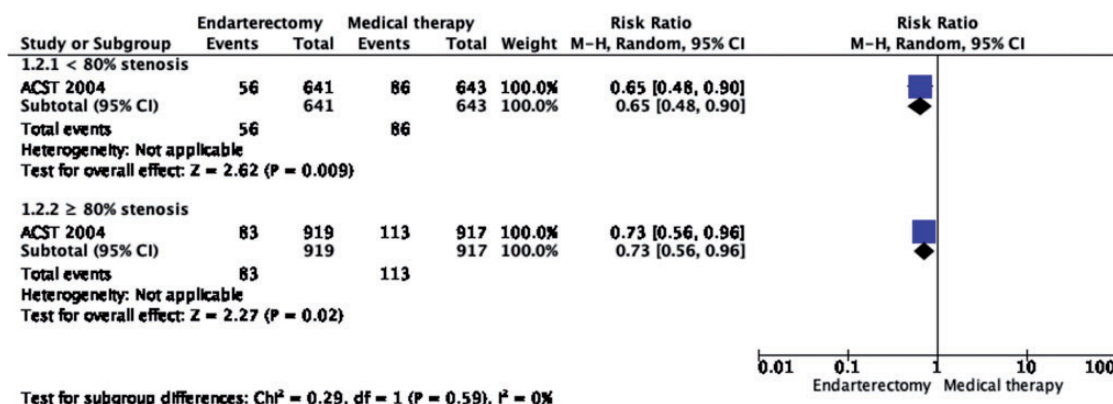 Endarterectomy Medical therapy Risk Ratio Risk Ratio
Study or Subgroup Events Total Events Total Weight M-H, Random, 95% CI M-H, Random, 95% CI
1.2.1 < 80% stenosis
ACST 2004 56 641 86 643 100.0% 0.65 [0.48, 0.90]
Subtotal (95% CI) 641 643 100.0% 0.65 [0.48, 0.90]
Total events 56 86
Heterogeneity: Not applicable
Test for overall effect: Z = 2.62 (P = 0.009)
1.2.2 ≥ 80% stenosis
ACST 2004 83 919 113 917 100.0% 0.73 [0.56, 0.96]
Subtotal (95% CI) 919 917 100.0% 0.73 [0.56, 0.96]
Total events 83 113
Heterogeneity: Not applicable
Test for overall effect: Z = 2.27 (P = 0.02)
0.01 0.1 1 10 100
Endarterectomy Medical therapy
Test for subgroup differences: Chi² = 0.29, df = 1 (P = 0.59), I² = 0%